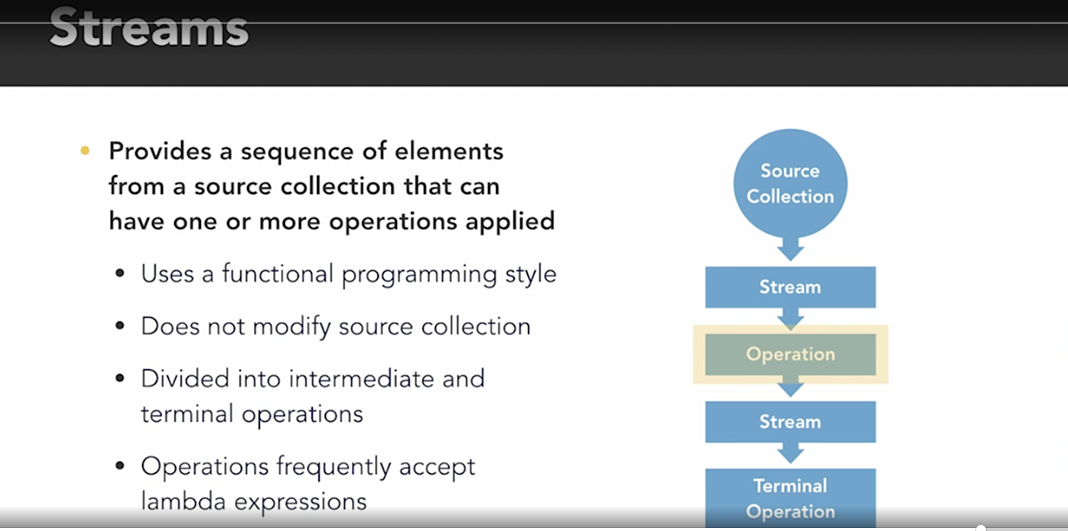 Streams
Provides a sequence of elements
from a source collection that can
have one or more operations applied
Uses a functional programming style
Does not modify source collection
Divided into intermediate and
terminal operations
Operations frequently accept
lambda expressions
Source
Collection
Stream
Operation
Stream
Terminal
Operation